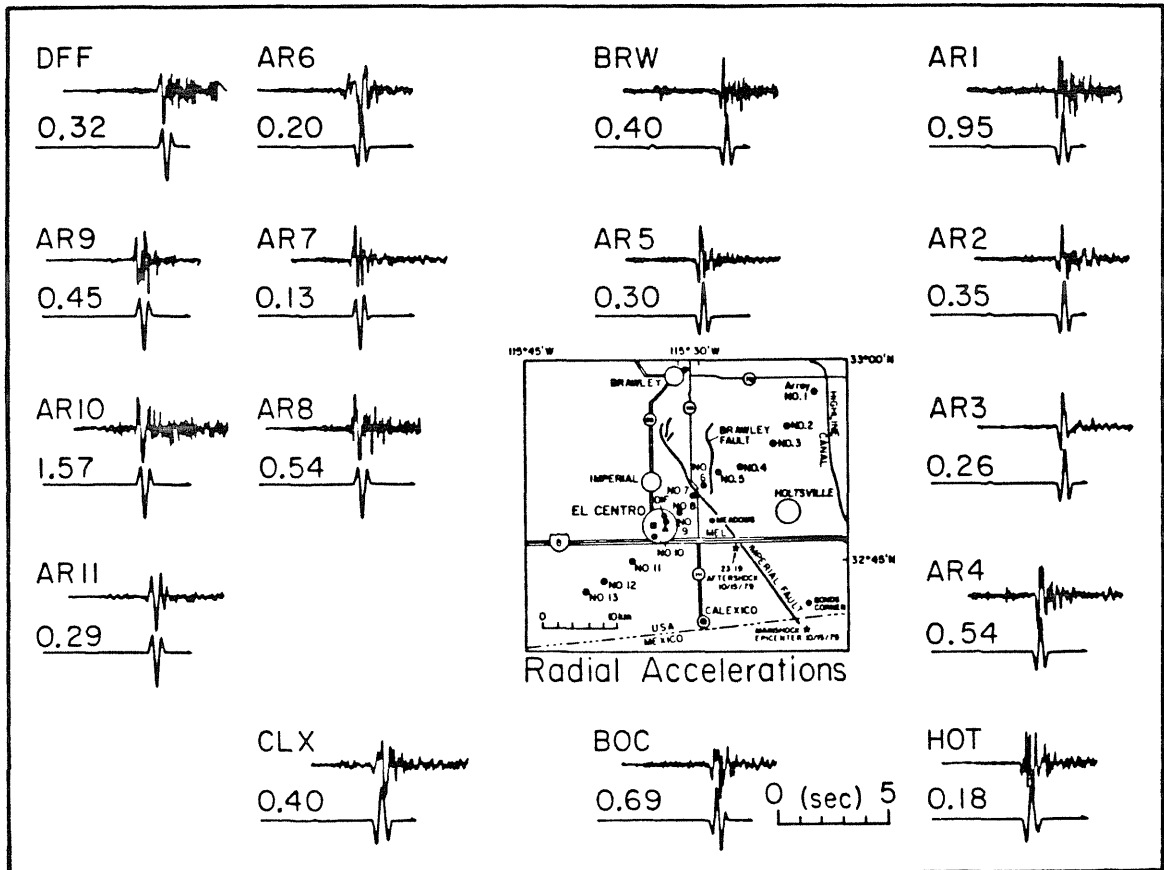 DFF
0.32
AR6
0.20
BRW
0.40
AR1
0.95
AR9
0.45
AR7
0.13
AR5
0.30
AR2
0.35
AR10
1.57
AR8
0.54
AR3
0.26
AR11
0.29
AR4
0.54
CLX
0.40
BOC
0.69
HOT
0.18
0 (sec) 5
115°45'W
115°30'W
33°00'N
BRAWLEY
Array
NO. 1
HIGHLINE
CANAL
BRAWLEY
FAULT
NO. 2
NO. 3
NO. 4
NO. 5
NO
6
IMPERIAL
NO 7
NO 8
HOLTSVILLE
EL CENTRO
NO
9
MEADOWS
MEL
NO 10
8
32°45'N
NO. 11
NO. 12
NO 13
23:19
AFTERSHOCK
10/15/79
IMPERIAL FAULT
BONDS
CORNER
0
10km
CALEXICO
USA
MEXICO
MAINSHOCK
EPICENTER 10/15/79
Radial Accelerations